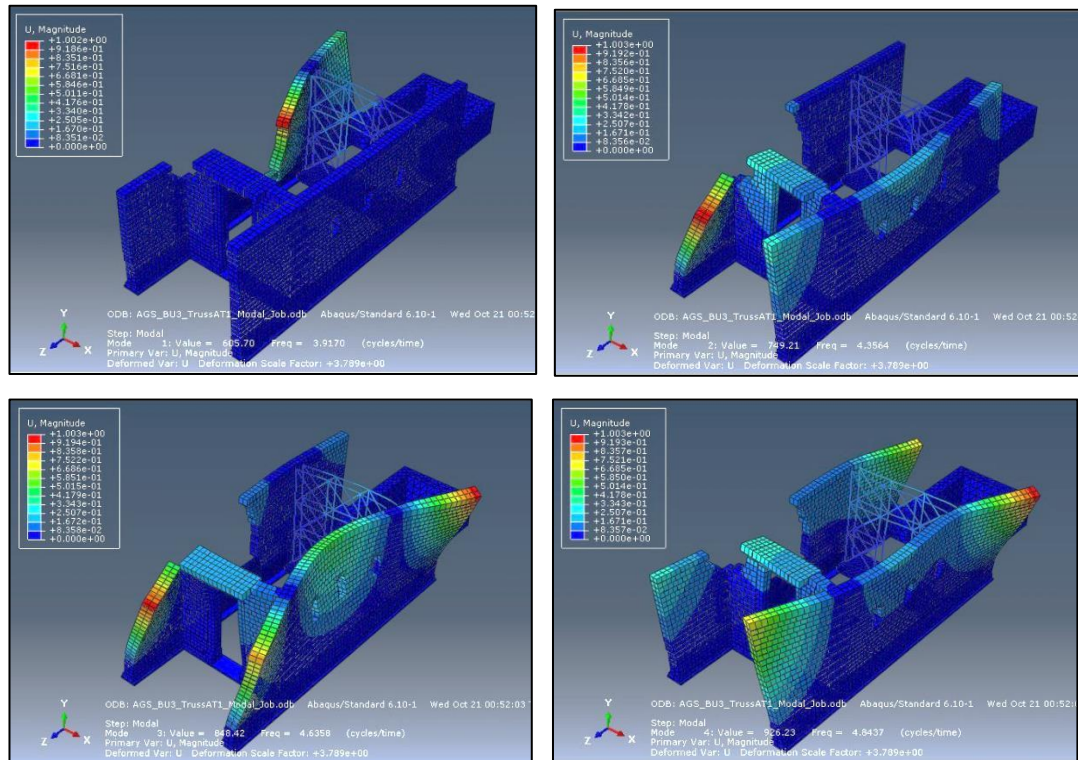 U, Magnitude
+1.002e+00
+9.186e-01
+8.351e-01
+7.516e-01
+6.681e-01
+5.846e-01
+5.011e-01
+4.176e-01
+3.340e-01
+2.505e-01
+1.670e-01
+8.351e-02
+0.000e+00
Y
Z X
ODB: AGS_BU3_TrussAT1_Modal_Job.odb Abaqus/Standard 6.10-1 Wed Oct 21 00:52
Step: Modal
Mode 1: Value = 605.70 Freq = 3.9170 (cycles/time)
Primary Var: U, Magnitude
Deformed Var: U Deformation Scale Factor: +3.789e+00
U, Magnitude
+1.003e+00
+9.192e-01
+8.356e-01
+7.520e-01
+6.685e-01
+5.849e-01
+5.014e-01
+4.178e-01
+3.342e-01
+2.507e-01
+1.671e-01
+8.356e-02
+0.000e+00
Y
Z X
ODB: AGS_BU3_TrussAT1_Modal_Job.odb Abaqus/Standard 6.10-1 Wed Oct 21 00:52
Step: Modal
Mode 2: Value = 749.21 Freq = 4.3564 (cycles/time)
Primary Var: U, Magnitude
Deformed Var: U Deformation Scale Factor: +3.789e+00
U, Magnitude
+1.003e+00
+9.194e-01
+8.358e-01
+7.522e-01
+6.686e-01
+5.851e-01
+5.015e-01
+4.179e-01
+3.343e-01
+2.507e-01
+1.672e-01
+8.358e-02
+0.000e+00
Y
Z X
ODB: AGS_BU3_TrussAT1_Modal_Job.odb Abaqus/Standard 6.10-1 Wed Oct 21 00:52:03
Step: Modal
Mode 3: Value = 848.42 Freq = 4.6358 (cycles/time)
Primary Var: U, Magnitude
Deformed Var: U Deformation Scale Factor: +3.789e+00
U, Magnitude
+1.003e+00
+9.193e-01
+8.357e-01
+7.521e-01
+6.685e-01
+5.850e-01
+5.014e-01
+4.178e-01
+3.343e-01
+2.507e-01
+1.671e-01
+8.357e-02
+0.000e+00
Y
Z X
ODB: AGS_BU3_TrussAT1_Modal_Job.odb Abaqus/Standard 6.10-1 Wed Oct 21 00:52:0
Step: Modal
Mode 4: Value = 926.23 Freq = 4.8437 (cycles/time)
Primary Var: U, Magnitude
Deformed Var: U Deformation Scale Factor: +3.789e+00